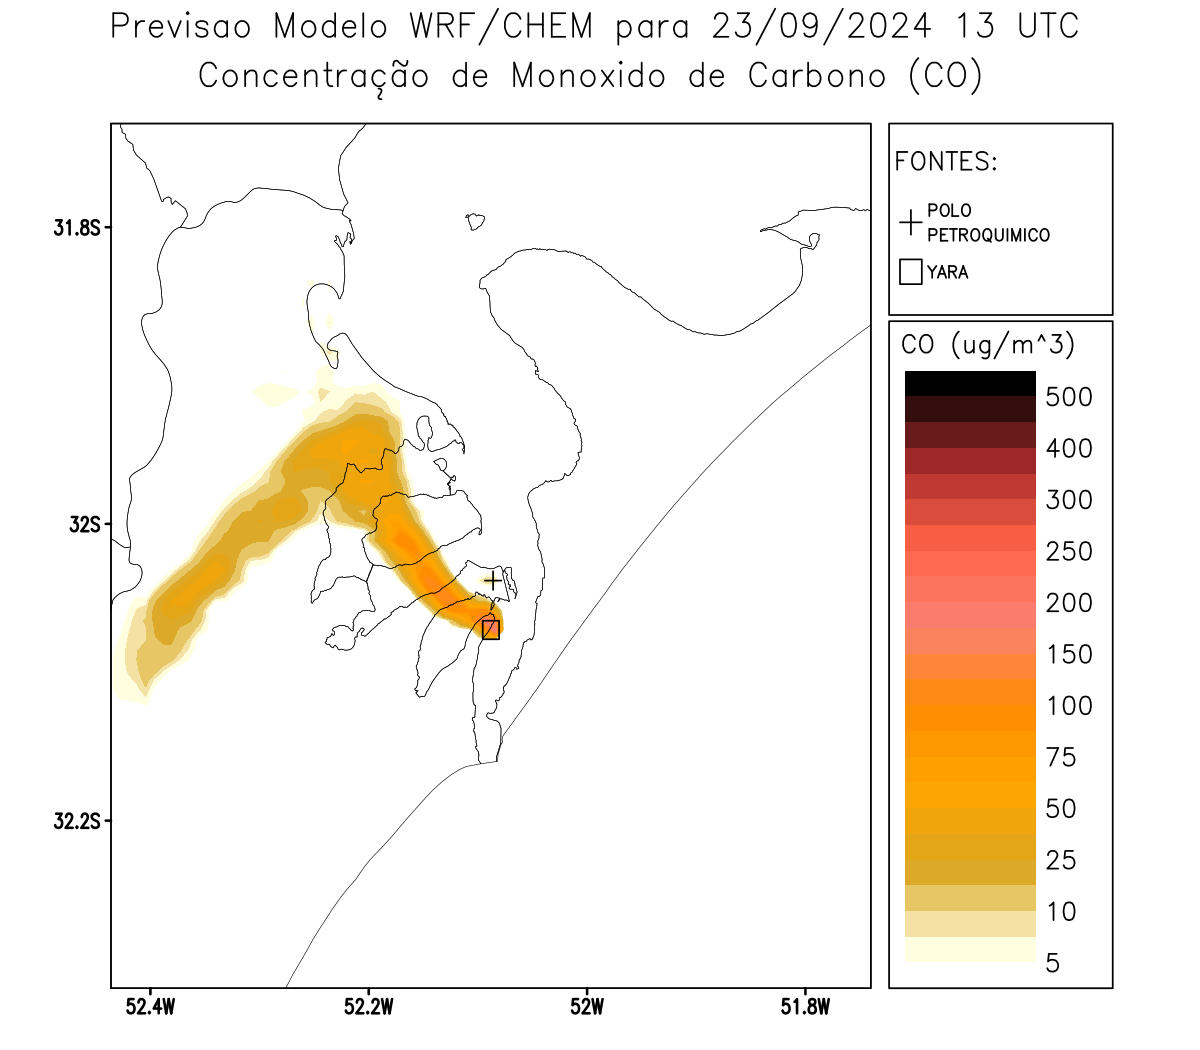 Previsao Modelo WRF/CHEM para 23/09/2024 13 UTC
Concentração de Monoxido de Carbono (CO)
FONTES:
POLO
PETROQUIMICO
YARA
CO (ug/m^3)
500
400
300
250
200
150
100
75
50
25
10
5
31.8S
32S
32.2S
52.4W
52.2W
52W
51.8W